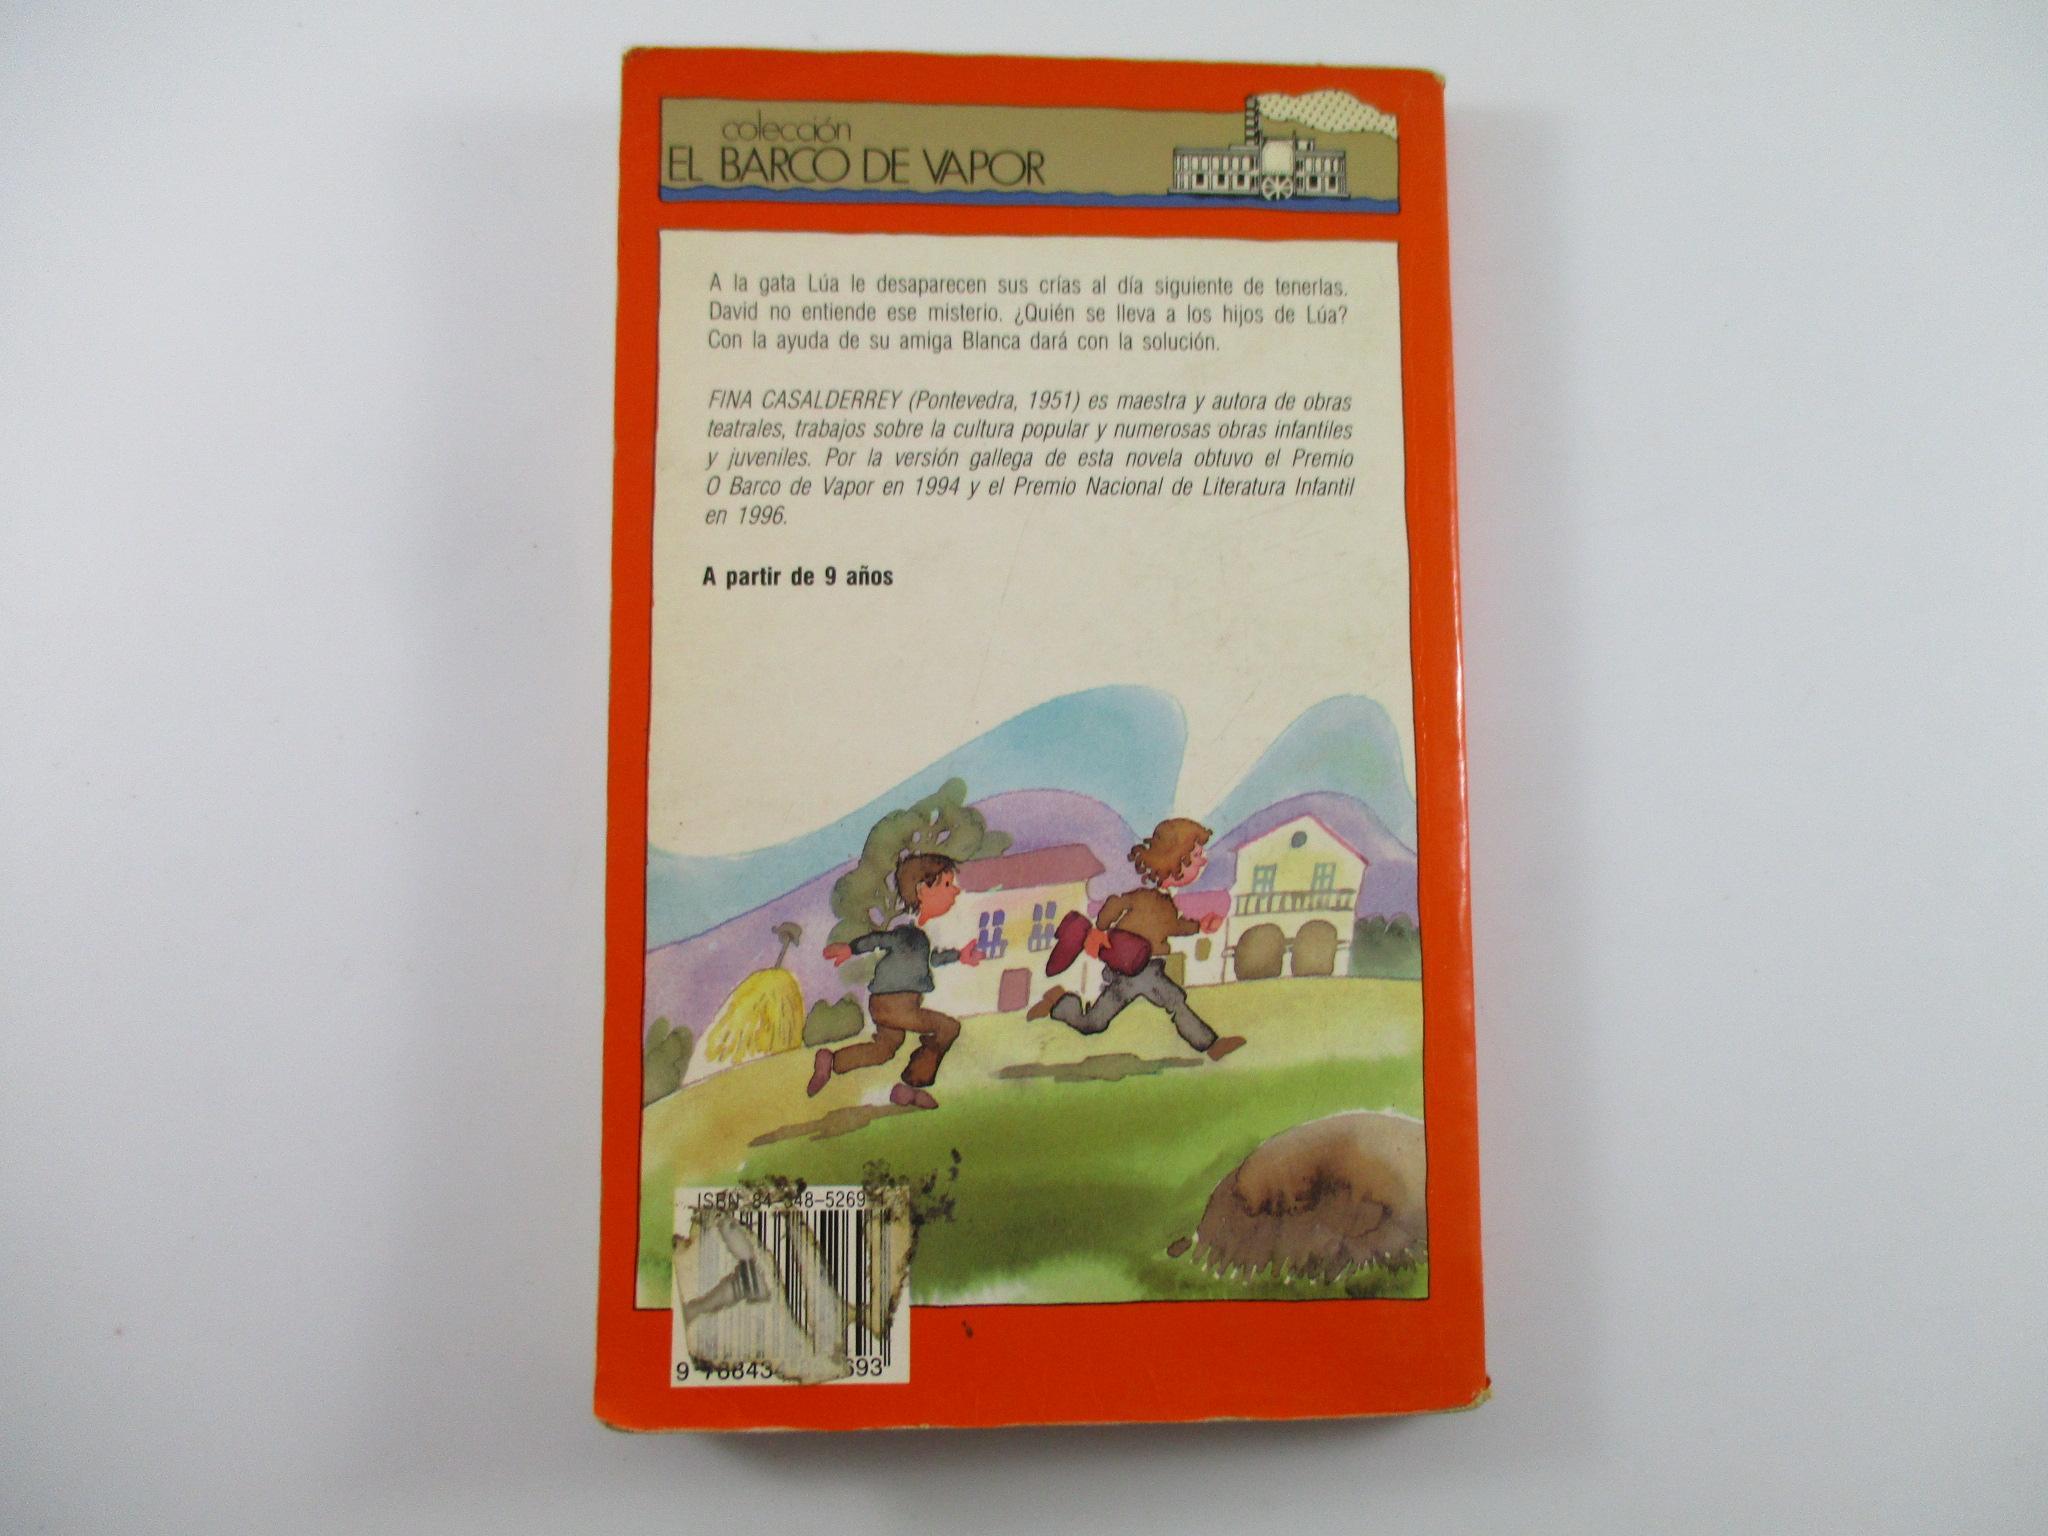 colección
EL BARCO DE VAPOR
A la gata Lúa le desaparecen sus crías al día siguiente de tenerlas.
David no entiende ese misterio. ¿Quién se lleva a los hijos de Lúa?
Con la ayuda de su amiga Blanca dará con la solución.
FINA CASALDERREY (Pontevedra, 1951) es maestra y autora de obras
teatrales, trabajos sobre la cultura popular y numerosas obras infantiles
y juveniles. Por la versión gallega de esta novela obtuvo el Premio
O Barco de Vapor en 1994 y el Premio Nacional de Literatura Infantil
en 1996.
A partir de 9 años
ISBN